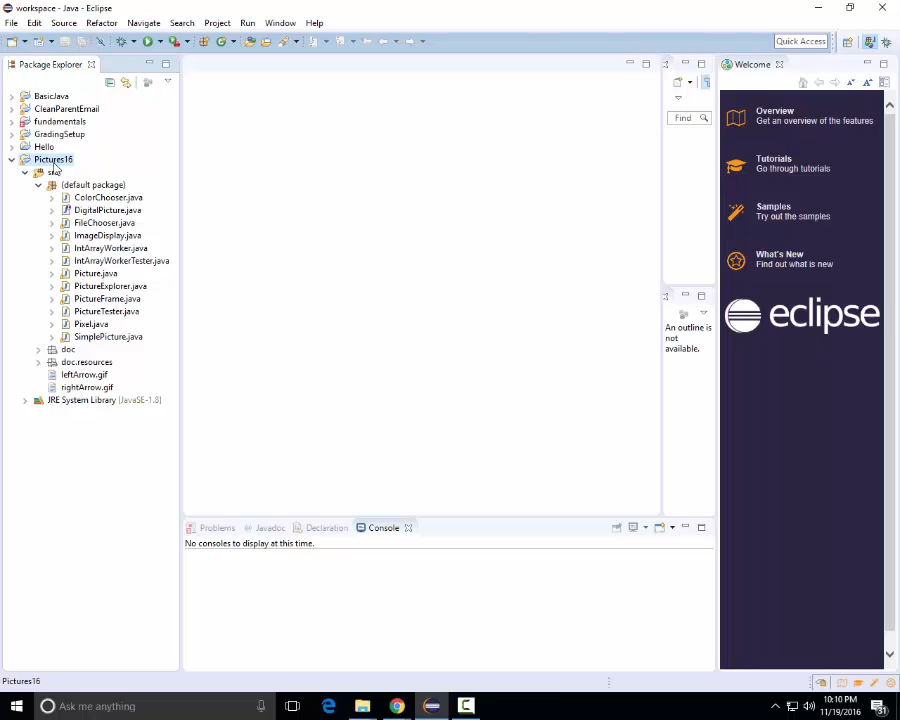 workspace - Java - Eclipse
File Edit Source Refactor Navigate Search Project Run Window Help
Quick Access
Package Explorer
BasicJava
CleanParentEmail
fundamentals
GradingSetup
Hello
Pictures16
(default package)
ColorChooser.java
DigitalPicture.java
FileChooser.java
ImageDisplay.java
IntArrayWorker.java
IntArrayWorkerTester.java
Picture.java
PictureExplorer.java
PictureFrame.java
PictureTester.java
Pixel.java
SimplePicture.java
doc
doc.resources
leftArrow.gif
rightArrow.gif
JRE System Library [JavaSE-1.8]
Find
An outline is
not
available.
Welcome
Overview
Get an overview of the features
Tutorials
Go through tutorials
Samples
Try out the samples
What's New
Find out what is new
eclipse
Problems Javadoc Declaration Console
No consoles to display at this time.
Pictures16
Ask me anything
10:10 PM
11/19/2016
31